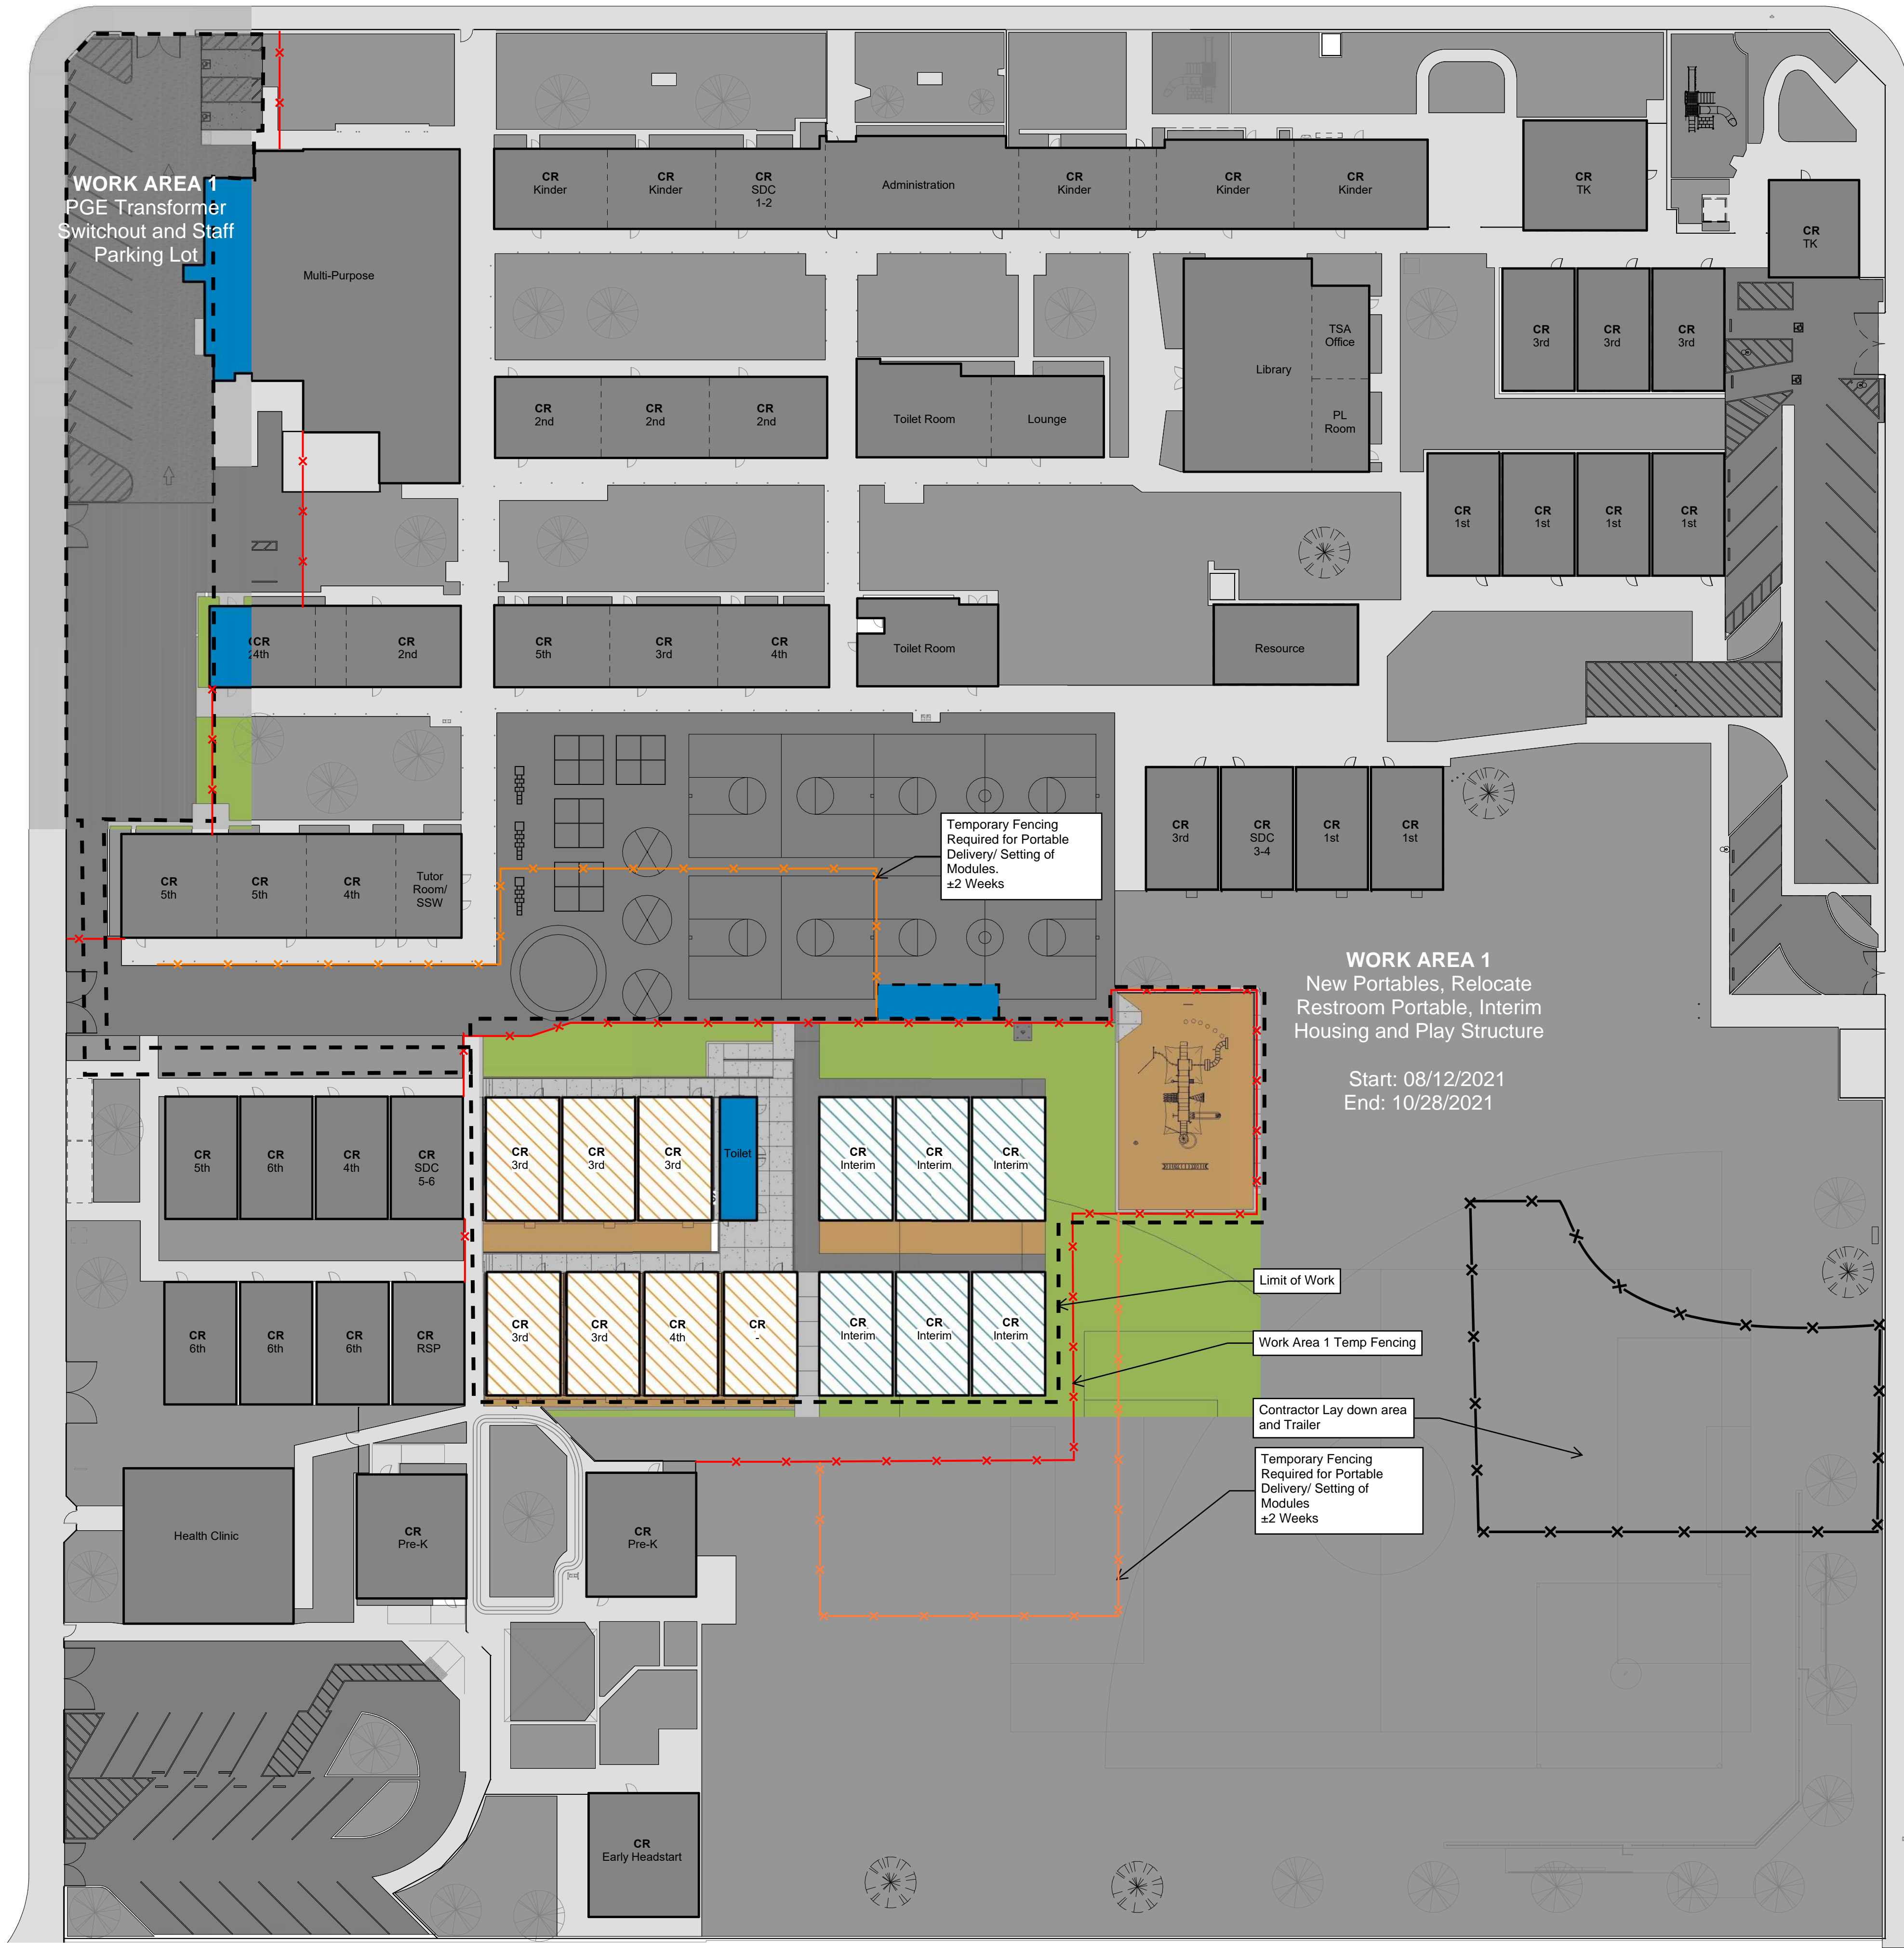 WORK AREA 1
PGE Transformer
Switchout and Staff
Parking Lot
CR
Kinder
CR
Kinder
CR
SDC
1-2
Administration
CR
Kinder
CR
Kinder
CR
Kinder
CR
TK
CR
TK
Multi-Purpose
CR
2nd
CR
2nd
CR
2nd
Toilet Room
Lounge
Library
TSA
Office
PL
Room
CR
3rd
CR
3rd
CR
3rd
CR
1st
CR
1st
CR
1st
CR
1st
CR
4th
CR
2nd
CR
5th
CR
3rd
CR
4th
Toilet Room
Resource
CR
5th
CR
5th
CR
4th
Tutor
Room/
SSW
Temporary Fencing
Required for Portable
Delivery/ Setting of
Modules.
±2 Weeks
CR
3rd
CR
SDC
3-4
CR
1st
CR
1st
WORK AREA 1
New Portables, Relocate
Restroom Portable, Interim
Housing and Play Structure
Start: 08/12/2021
End: 10/28/2021
CR
5th
CR
6th
CR
4th
CR
SDC
5-6
CR
3rd
CR
3rd
CR
3rd
Toilet
CR
Interim
CR
Interim
CR
Interim
CR
6th
CR
6th
CR
6th
CR
RSP
CR
3rd
CR
3rd
CR
4th
CR
-
CR
Interim
CR
Interim
CR
Interim
Limit of Work
Work Area 1 Temp Fencing
Contractor Lay down area
and Trailer
Temporary Fencing
Required for Portable
Delivery/ Setting of
Modules
±2 Weeks
Health Clinic
CR
Pre-K
CR
Pre-K
CR
Early Headstart